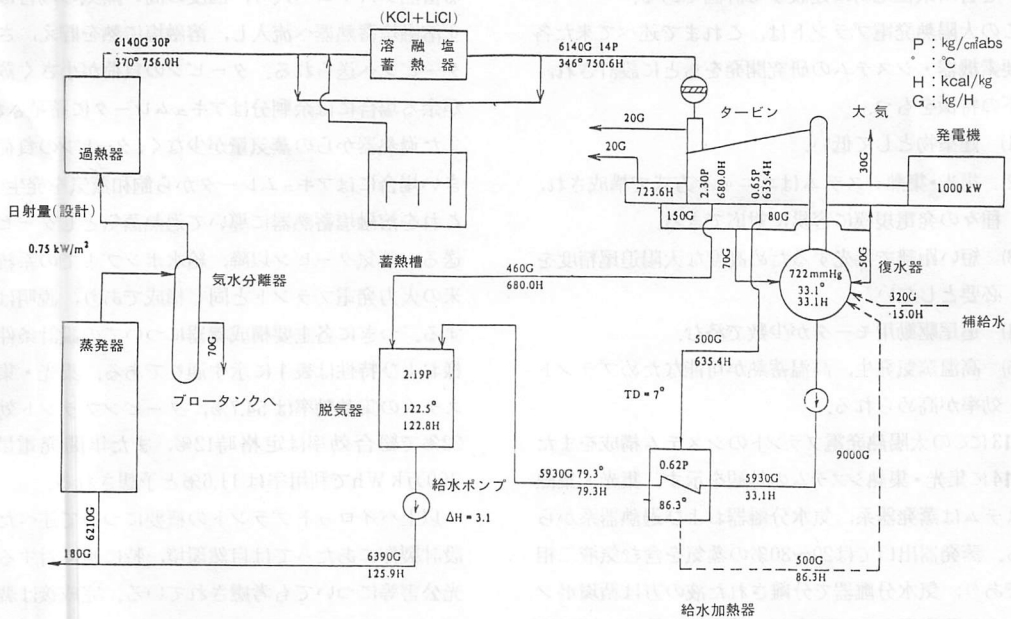 (KCl+LiCl)
溶融塩
蓄熱器
6140G 30P
370° 756.0H
6140G 14P
346° 750.6H
P : kg/cm²abs
° : ℃
H : kcal/kg
G : kg/H
過熱器
日射量(設計)
0.75 kW/m²
気水分離器
蒸発器
70G
ブロータンクへ
6210G
180G
蓄熱槽
2.19P
脱気器
122.5°
122.8H
給水ポンプ
ΔH = 3.1
6390G
125.9H
20G
20G
タービン
大気
発電機
1000 kW
723.6H
2.130P
680.0H
0.65P
635.4H
150G
80G
70G
460G
680.0H
500G
635.4H
722mmHg
33.1°
33.1H
復水器
320G
15.0H
補給水
9000G
TD = 7°
0.62P
86.3°
5930G 79.3°
79.3H
5930G
33.1H
500G
86.3H
給水加熱器